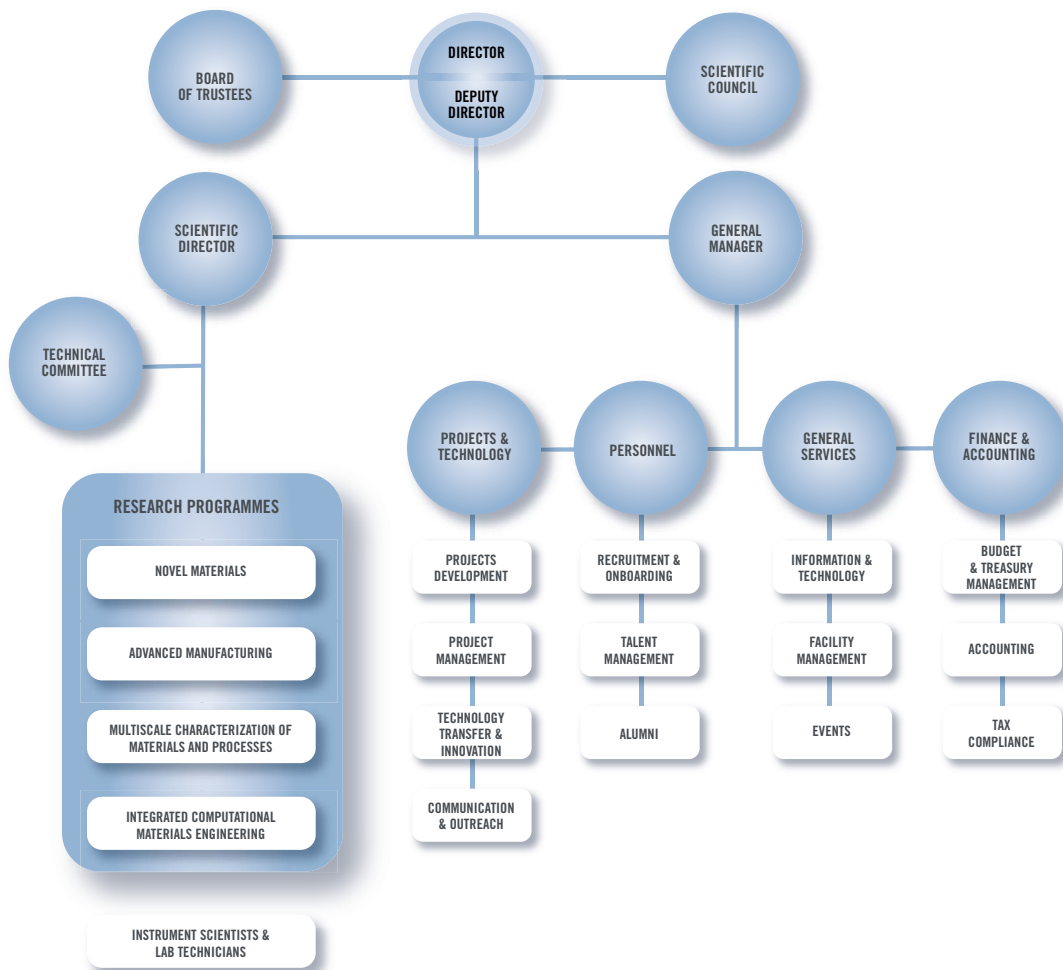 DIRECTOR
DEPUTY
DIRECTOR
BOARD
OF TRUSTEES
SCIENTIFIC
COUNCIL
SCIENTIFIC
DIRECTOR
GENERAL
MANAGER
TECHNICAL
COMMITTEE
RESEARCH PROGRAMMES
NOVEL MATERIALS
ADVANCED MANUFACTURING
MULTISCALE CHARACTERIZATION OF
MATERIALS AND PROCESSES
INTEGRATED COMPUTATIONAL
MATERIALS ENGINEERING
INSTRUMENT SCIENTISTS &
LAB TECHNICIANS
PROJECTS &
TECHNOLOGY
PROJECTS
DEVELOPMENT
PROJECT
MANAGEMENT
TECHNOLOGY
TRANSFER &
INNOVATION
COMMUNICATION
& OUTREACH
PERSONNEL
RECRUITMENT &
ONBOARDING
TALENT
MANAGEMENT
ALUMNI
GENERAL
SERVICES
INFORMATION &
TECHNOLOGY
FACILITY
MANAGEMENT
EVENTS
FINANCE &
ACCOUNTING
BUDGET
& TREASURY
MANAGEMENT
ACCOUNTING
TAX
COMPLIANCE